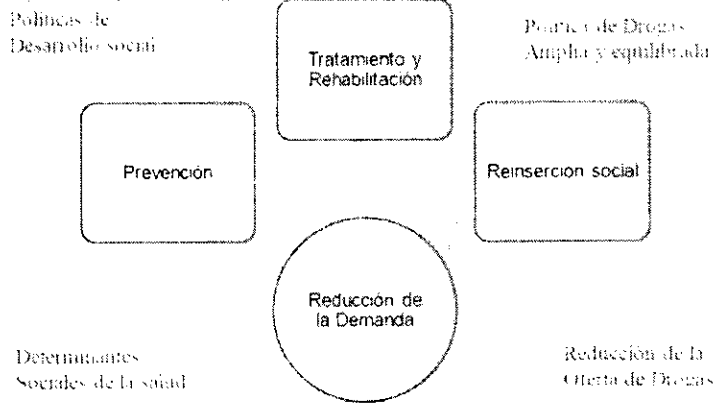 Políticas de
Desarrollo social
Tratamiento y
Rehabilitación
Política de Drogas
Amplia y equilibrada
Prevención
Reinserción social
Reducción de
la Demanda
Determinantes
Sociales de la salud
Reducción de la
Oferta de Drogas